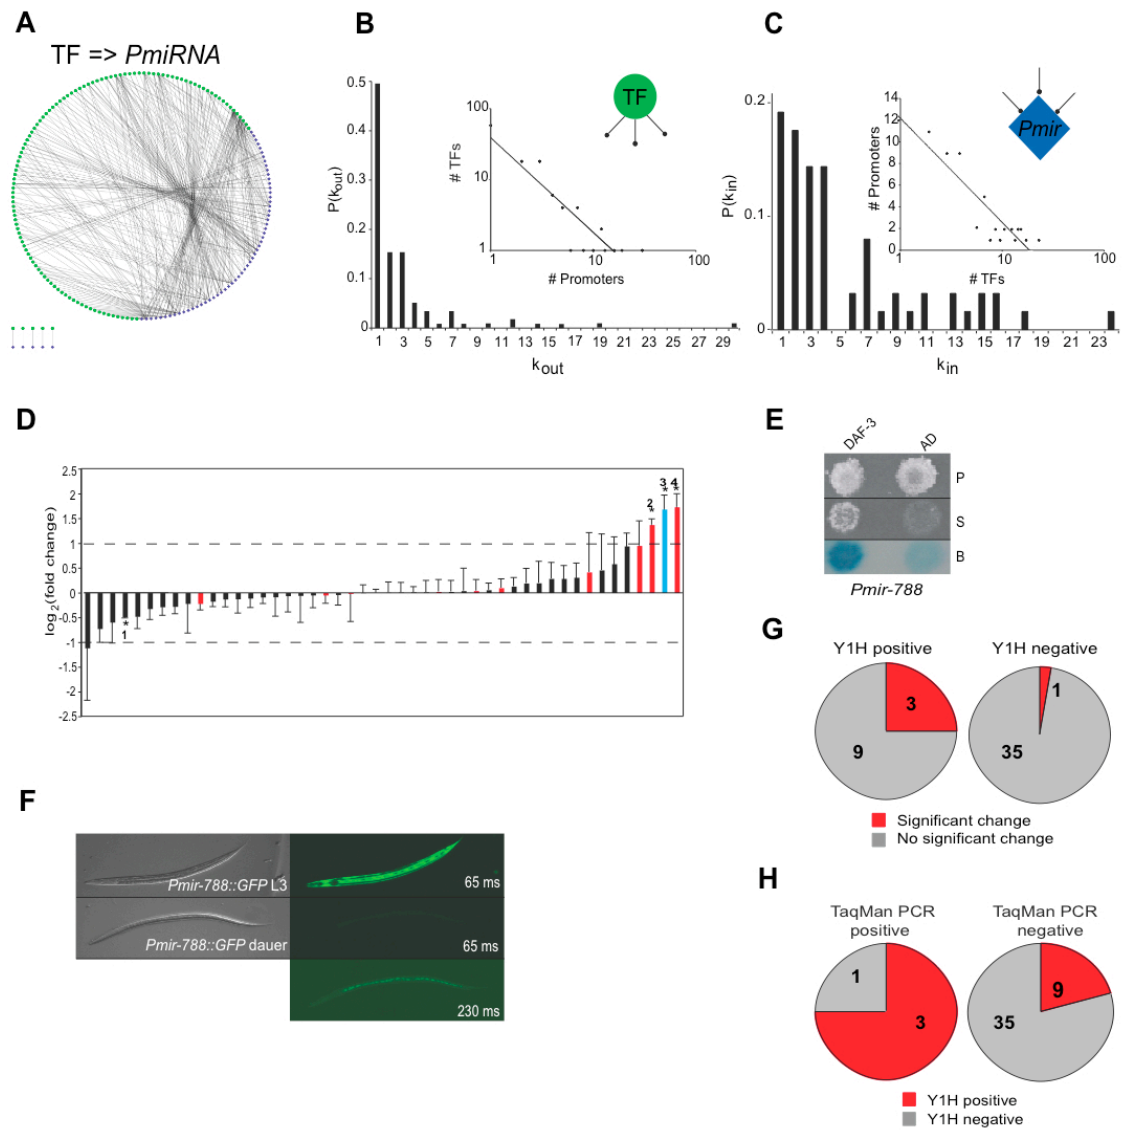 A
TF => PmiRNA
B
0.5
0.4
0.3
0.2
0.1
0
P(kout)
1 3 5 7 9 11 13 15 17 19 21 23 25 27 29
kout
100
10
1
# TFs
1 10 100
# Promoters
TF
C
0.2
0.1
0
P(kin)
1 3 5 7 9 11 13 15 17 19 21 23
kin
14
12
10
8
6
4
2
0
# Promoters
1 10 100
# TFs
Pmir
D
2.5
2
1.5
1
0.5
0
-0.5
-1
-1.5
-2
-2.5
log2(fold change)
* 1
2 *
3 *
4 *
E
DAF-3 AD
P
S
B
Pmir-788
F
Pmir-788::GFP L3
65 ms
Pmir-788::GFP dauer
65 ms
230 ms
G
Y1H positive
3
9
Y1H negative
1
35
Significant change
No significant change
H
TaqMan PCR
positive
1
3
TaqMan PCR
negative
9
35
Y1H positive
Y1H negative